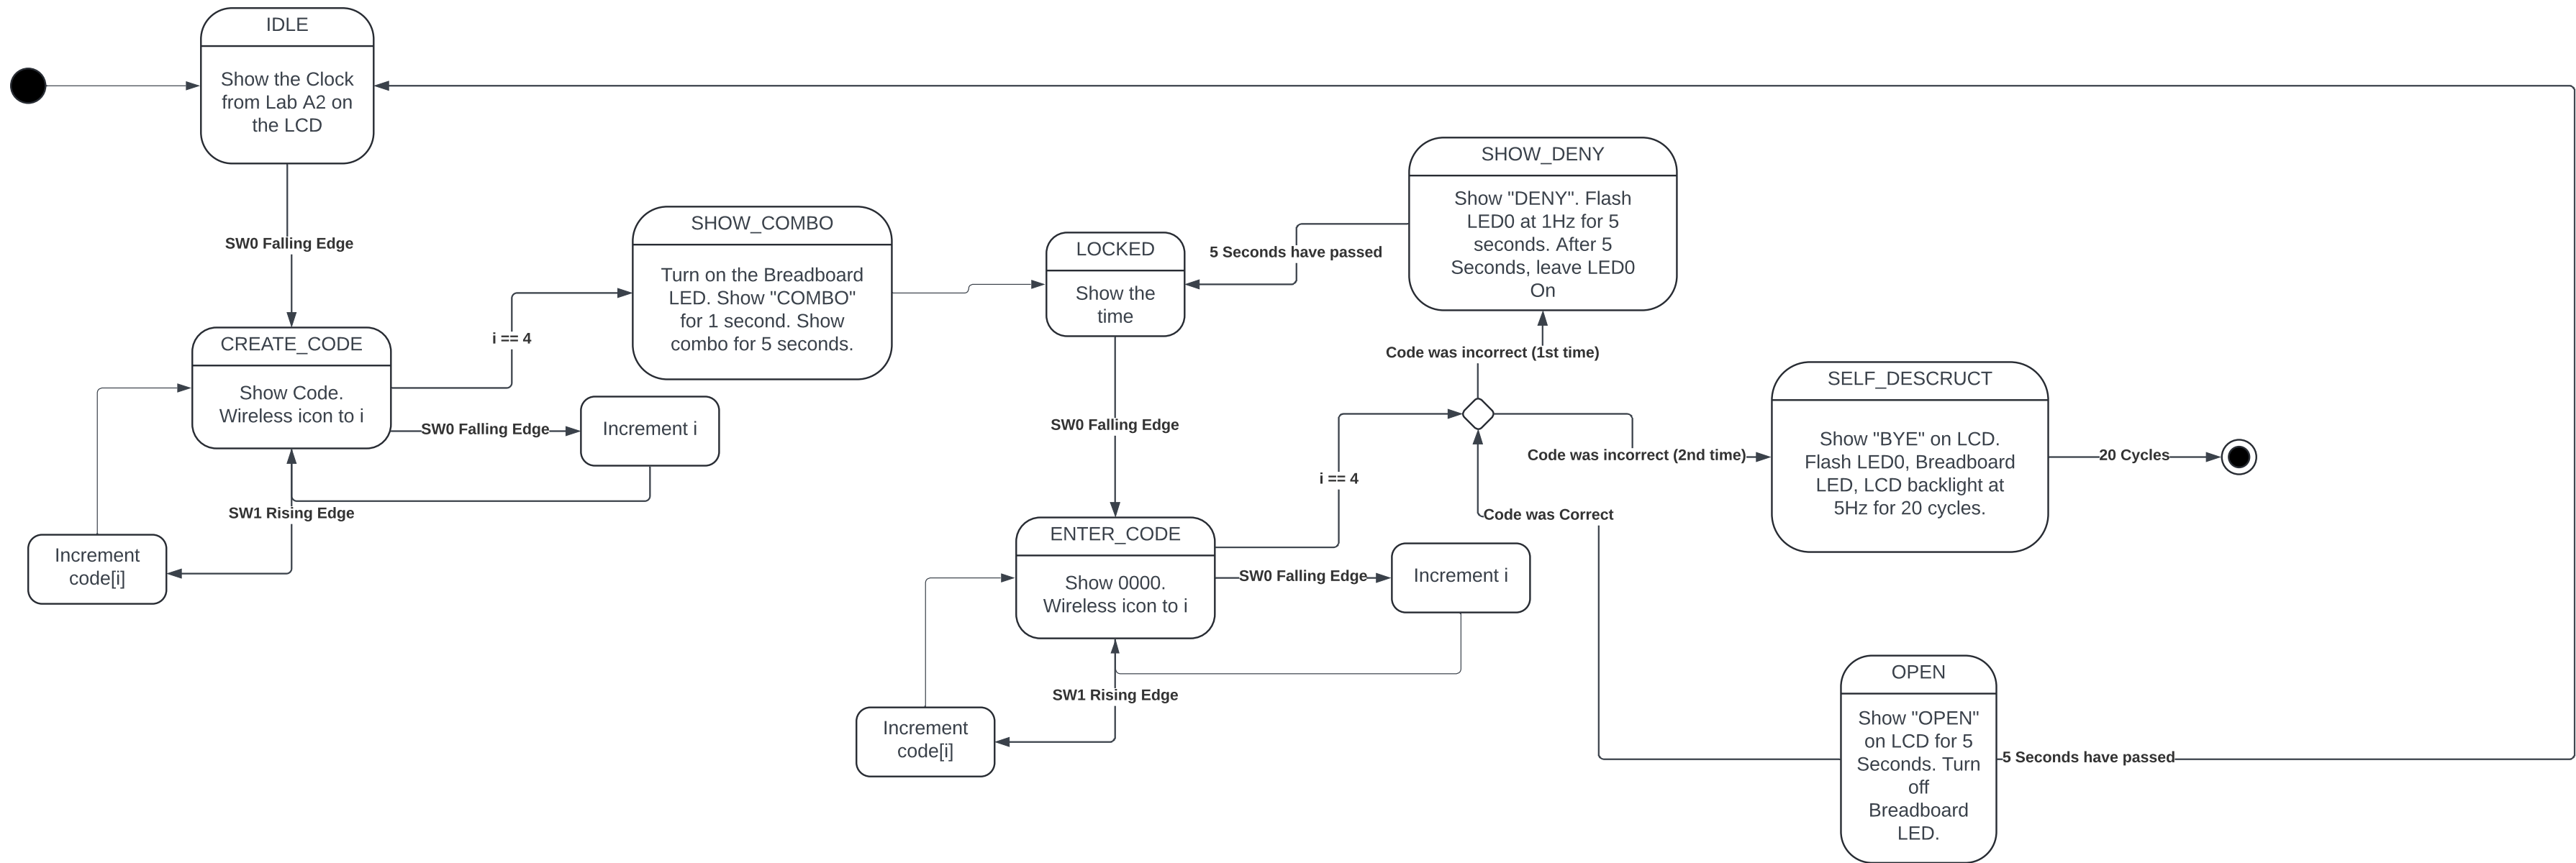 IDLE
Show the Clock
from Lab A2 on
the LCD
SW0 Falling Edge
CREATE_CODE
Show Code.
Wireless icon to i
SW1 Rising Edge
Increment
code[i]
SW0 Falling Edge
Increment i
i == 4
SHOW_COMBO
Turn on the Breadboard
LED. Show "COMBO"
for 1 second. Show
combo for 5 seconds.
LOCKED
Show the
time
SW0 Falling Edge
ENTER_CODE
Show 0000.
Wireless icon to i
SW1 Rising Edge
Increment
code[i]
SW0 Falling Edge
Increment i
i == 4
Code was incorrect (1st time)
SHOW_DENY
Show "DENY". Flash
LED0 at 1Hz for 5
seconds. After 5
Seconds, leave LED0
On
5 Seconds have passed
Code was incorrect (2nd time)
SELF_DESCRUCT
Show "BYE" on LCD.
Flash LED0, Breadboard
LED, LCD backlight at
5Hz for 20 cycles.
20 Cycles
Code was Correct
OPEN
Show "OPEN"
on LCD for 5
Seconds. Turn
off
Breadboard
LED.
5 Seconds have passed